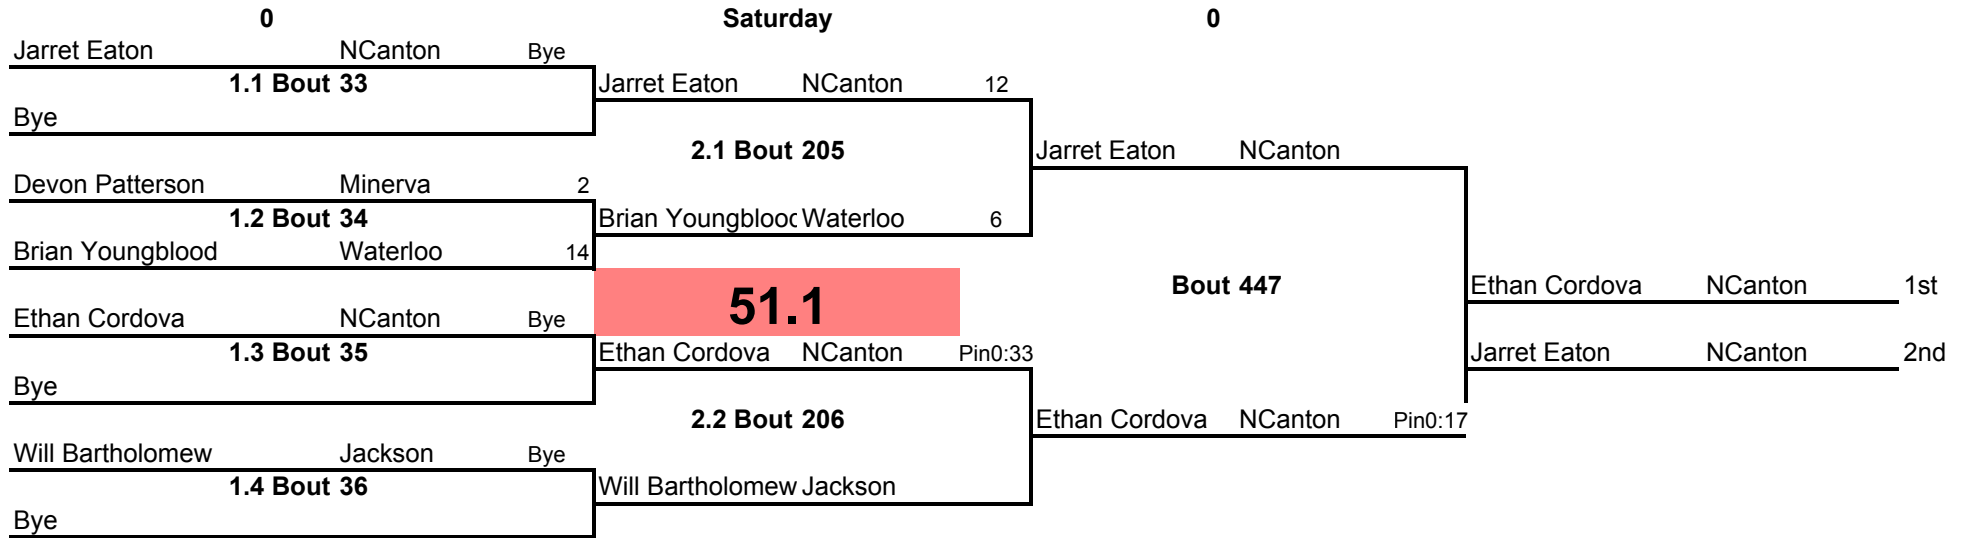 0 Saturday 0
Jarret Eaton NCanton Bye
1.1 Bout 33 Jarret Eaton NCanton 12
Bye
2.1 Bout 205 Jarret Eaton NCanton
Devon Patterson Minerva 2
1.2 Bout 34 Brian Youngblood Waterloo 6
Brian Youngblood Waterloo 14
51.1 Bout 447 Ethan Cordova NCanton 1st
Ethan Cordova NCanton Bye
1.3 Bout 35 Ethan Cordova NCanton Pin0:33 Jarret Eaton NCanton 2nd
Bye
2.2 Bout 206 Ethan Cordova NCanton Pin0:17
Will Bartholomew Jackson Bye
1.4 Bout 36 Will Bartholomew Jackson
Bye